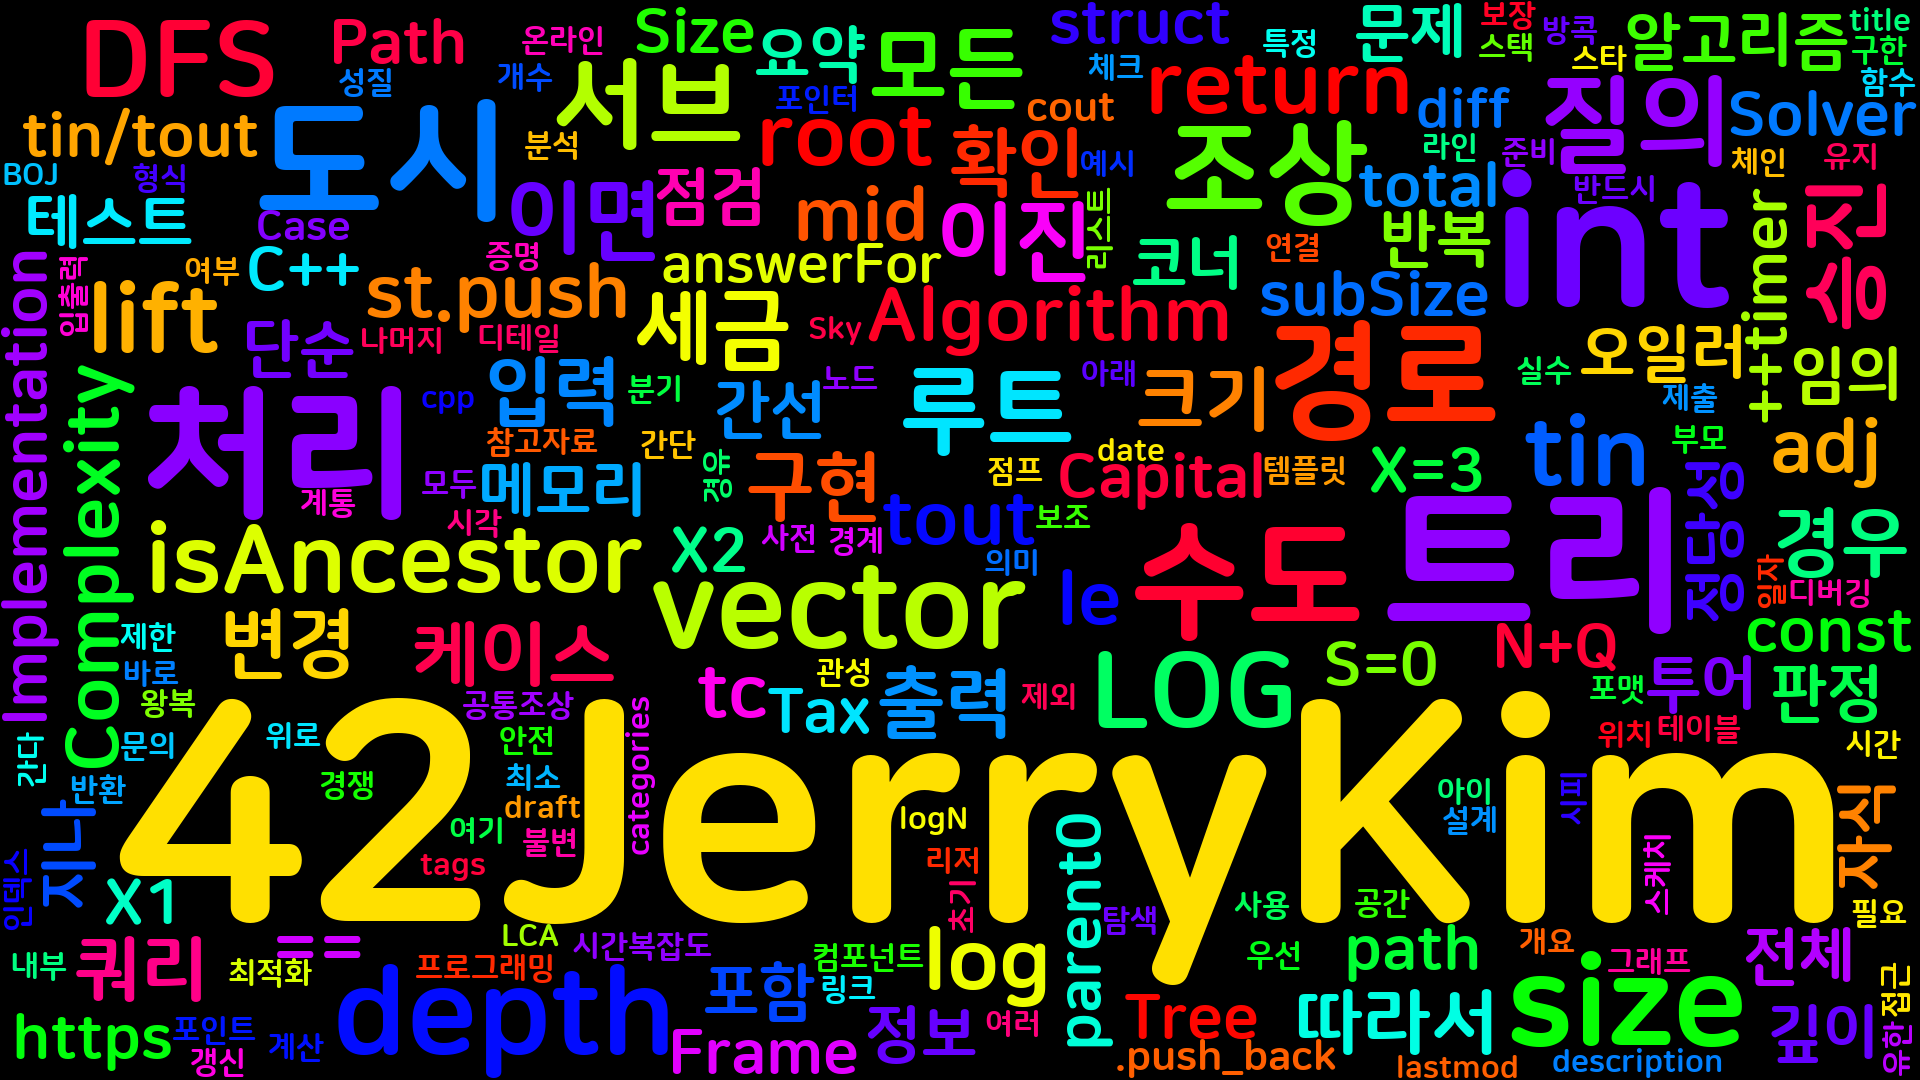 DFS
Path
온라인
Size
요약
모든
struct
특정
문제
보장
스택
방콕
스타
알고리즘
title
구한
함수
성질
개수
서브
포인터
체크
return
diff
질의
Solver
tin/tout
도시
분석
root
cout
확인
예시
조상
라인
준비
체인
유지
BOJ
형식
이면
점검
mid
total
반드시
int
++timer
승진
테스트
Case
증명
이진
리스트
반복
Implementation
입출력
여부
C++
answerFor
코너
연결
lift
st.push
세금
Sky
Algorithm
subSize
오일러
임의
단순
나머지
디테일
경로
실수
Complexity
처리
cpp
입력
분기
간선
노드
루트
아래
크기
제출
부모
adj
참고자료
간단
경야
구현
점프
date
Capital
템플릿
X=3
tin
정당성
계통
모두
메모리
시각
X2
사전
경계
tout
보조
의미
수도
트리
경우
일자
디버깅
isAncestor
vector
le
const
제한
바로
변경
케이스
관성
tc
Tax
출력
제외
LOG
S=0
N+Q
포맷
투어
판정
왕복
공통조상
categories
간다
문의
위로
안전
위치
테이블
시간
반환
경쟁
최소
draft
42JerryKim
logN
parent0
아이
설계
시피
스케치
자식
지나
여기
불변
tags
리저
초기
인덱스
X1
LCA
탐색
사용
공간
필요
내부
쿼리
==
최적화
프로그래밍
시간복잡도
컴포넌트
링크
log
우선
path
개요
그래프
전체
접근
https
포인트
갱신
계산
depth
포함
Frame
정보
여러
Tree
.push_back
따라서
lastmod
size
description
깊이
유한